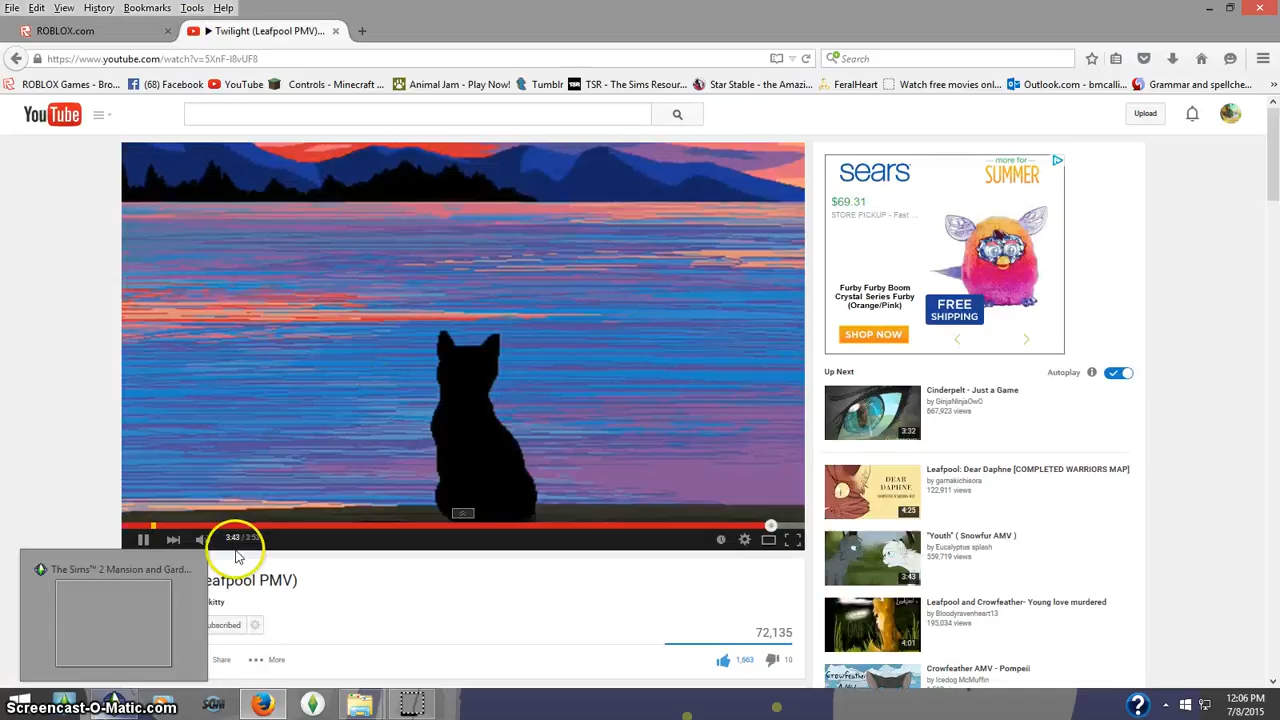 File Edit View History Bookmarks Tools Help
ROBLOX.com × ▶ Twilight (Leafpool PMV)... × +
https://www.youtube.com/watch?v=5XnF-I8vUF8 Search
ROBLOX Games - Bro... (68) Facebook YouTube Controls - Minecraft ... Animal Jam - Play Now! Tumblr TSR TSR - The Sims Resour... Star Stable - the Amazing... FeralHeart Watch free movies onl... Outlook.com - bmcalli... Grammar and spellche...
YouTube Upload
sears
more for
SUMMER
$69.31
STORE PICKUP - Fast ...
Furby Furby Boom
Crystal Series Furby
(Orange/Pink)
FREE
SHIPPING
SHOP NOW
Up Next Autoplay
Cinderpelt - Just a Game
by GinjaNinjaOwO
667,923 views
3:32
Leafpool: Dear Daphne [COMPLETED WARRIORS MAP]
by garnakichisora
122,911 views
DEAR
DAPHNE
4:25
"Youth" ( Snowfur AMV )
by Eucalyptus splash
559,719 views
3:43
Leafpool and Crowfeather- Young love murdered
by Bloodyravenheart13
195,034 views
4:01
Crowfeather AMV - Pompeii
by Icedog McMuffin
3:43 / 3:53
The Sims™ 2 Mansion and Gard...
eafpool PMV)
kitty
ubscribed
72,135
Share ••• More 1,663 10
Screencast-O-Matic.com
12:06 PM
7/8/2015